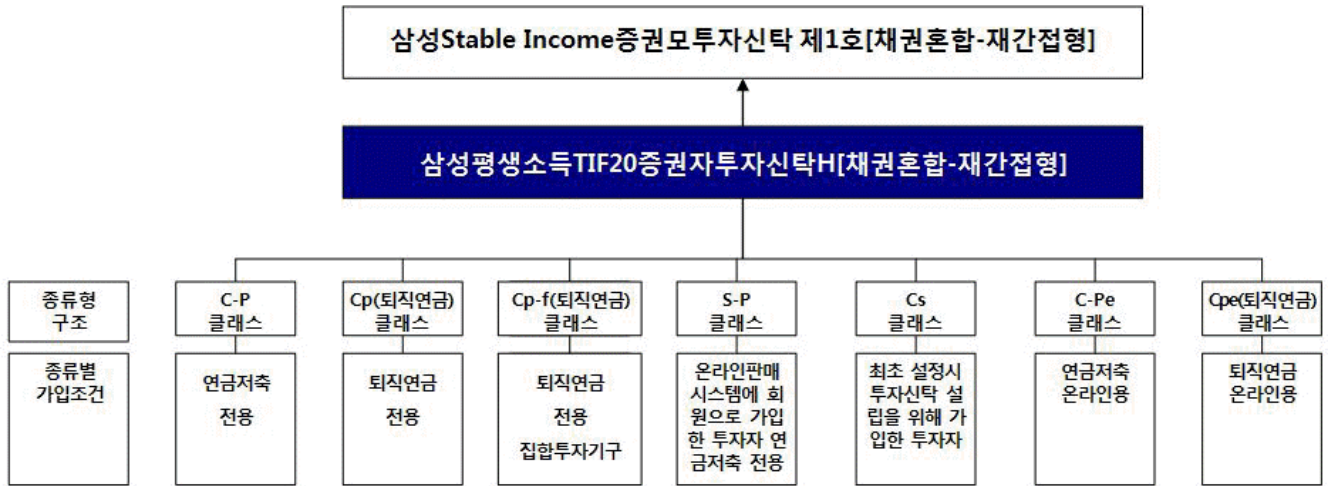 삼성Stable Income증권모투자신탁 제1호[채권혼합-재간접형]
삼성평생소득TIF20증권자투자신탁H[채권혼합-재간접형]
종류형
구조
C-P
클래스
Cp(퇴직연금)
클래스
Cp-f(퇴직연금)
클래스
S-P
클래스
Cs
클래스
C-Pe
클래스
Cpe(퇴직연금)
클래스
종류별
가입조건
연금저축
전용
퇴직연금
전용
퇴직연금
전용
집합투자기구
온라인판매
시스템에 회
원으로 가입
한 투자자 연
금저축 전용
최초 설정시
투자신탁 설
립을 위해 가
입한 투자자
연금저축
온라인용
퇴직연금
온라인용